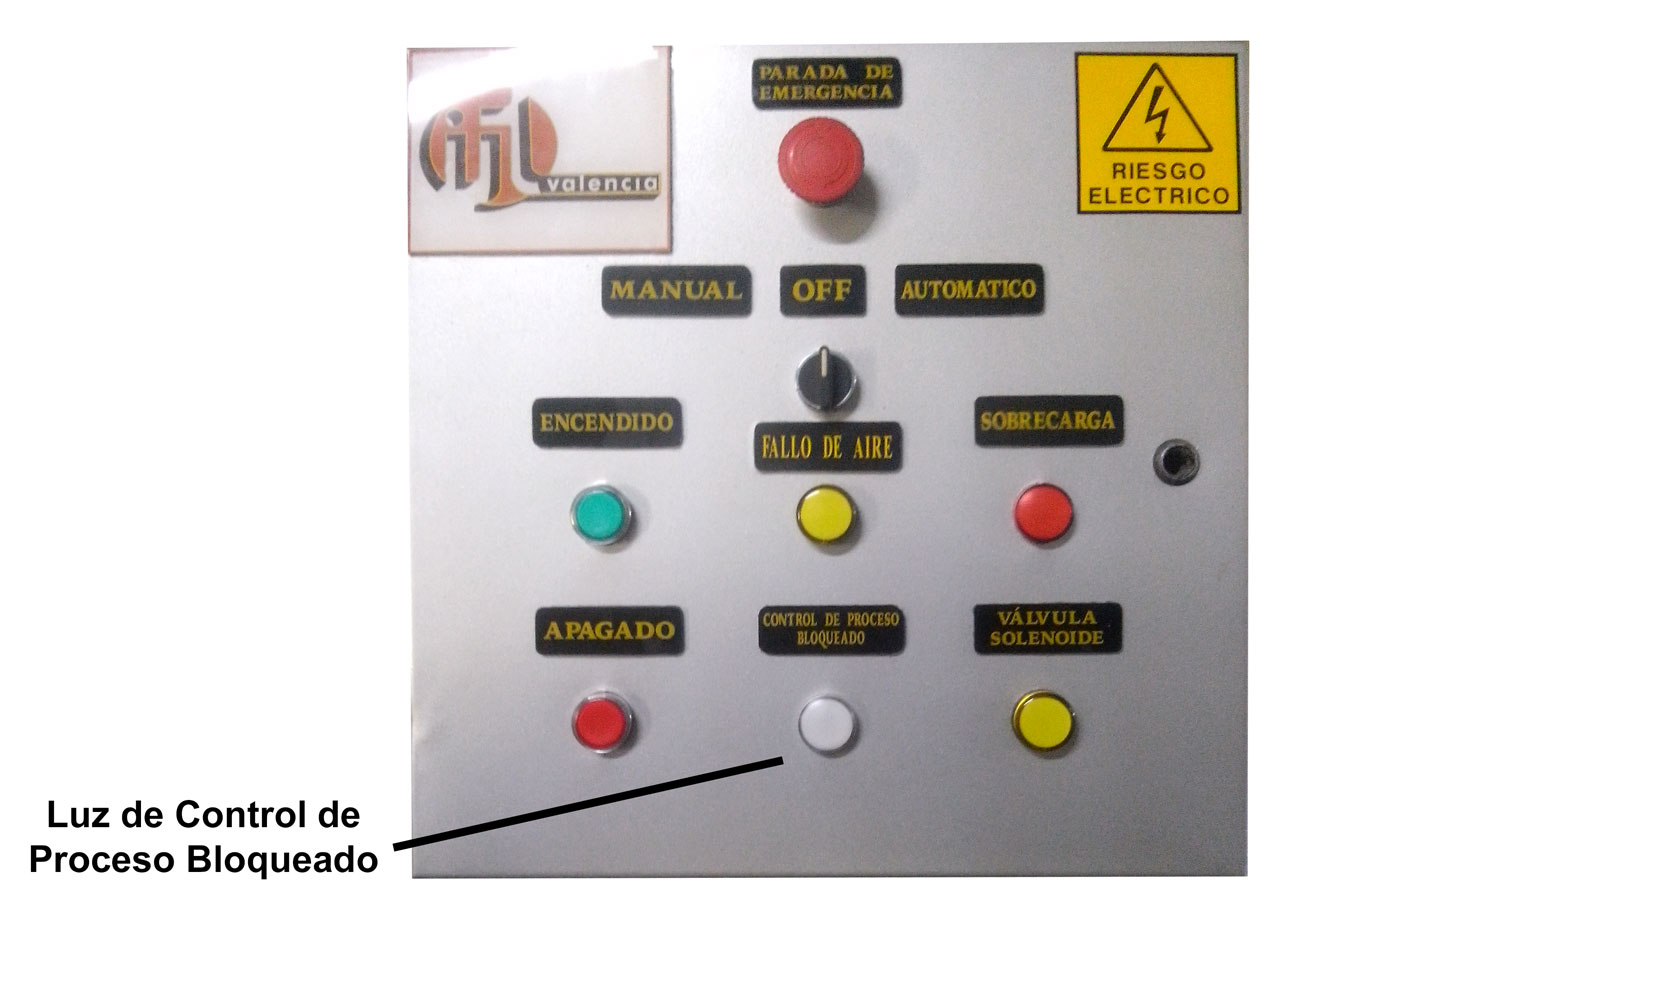 valencia
PARADA DE
EMERGENCIA
RIESGO
ELECTRICO
MANUAL
OFF
AUTOMATICO
ENCENDIDO
FALLO DE AIRE
SOBRECARGA
APAGADO
CONTROL DE PROCESO
BLOQUEADO
VÁLVULA
SOLENOIDE
Luz de Control de
Proceso Bloqueado